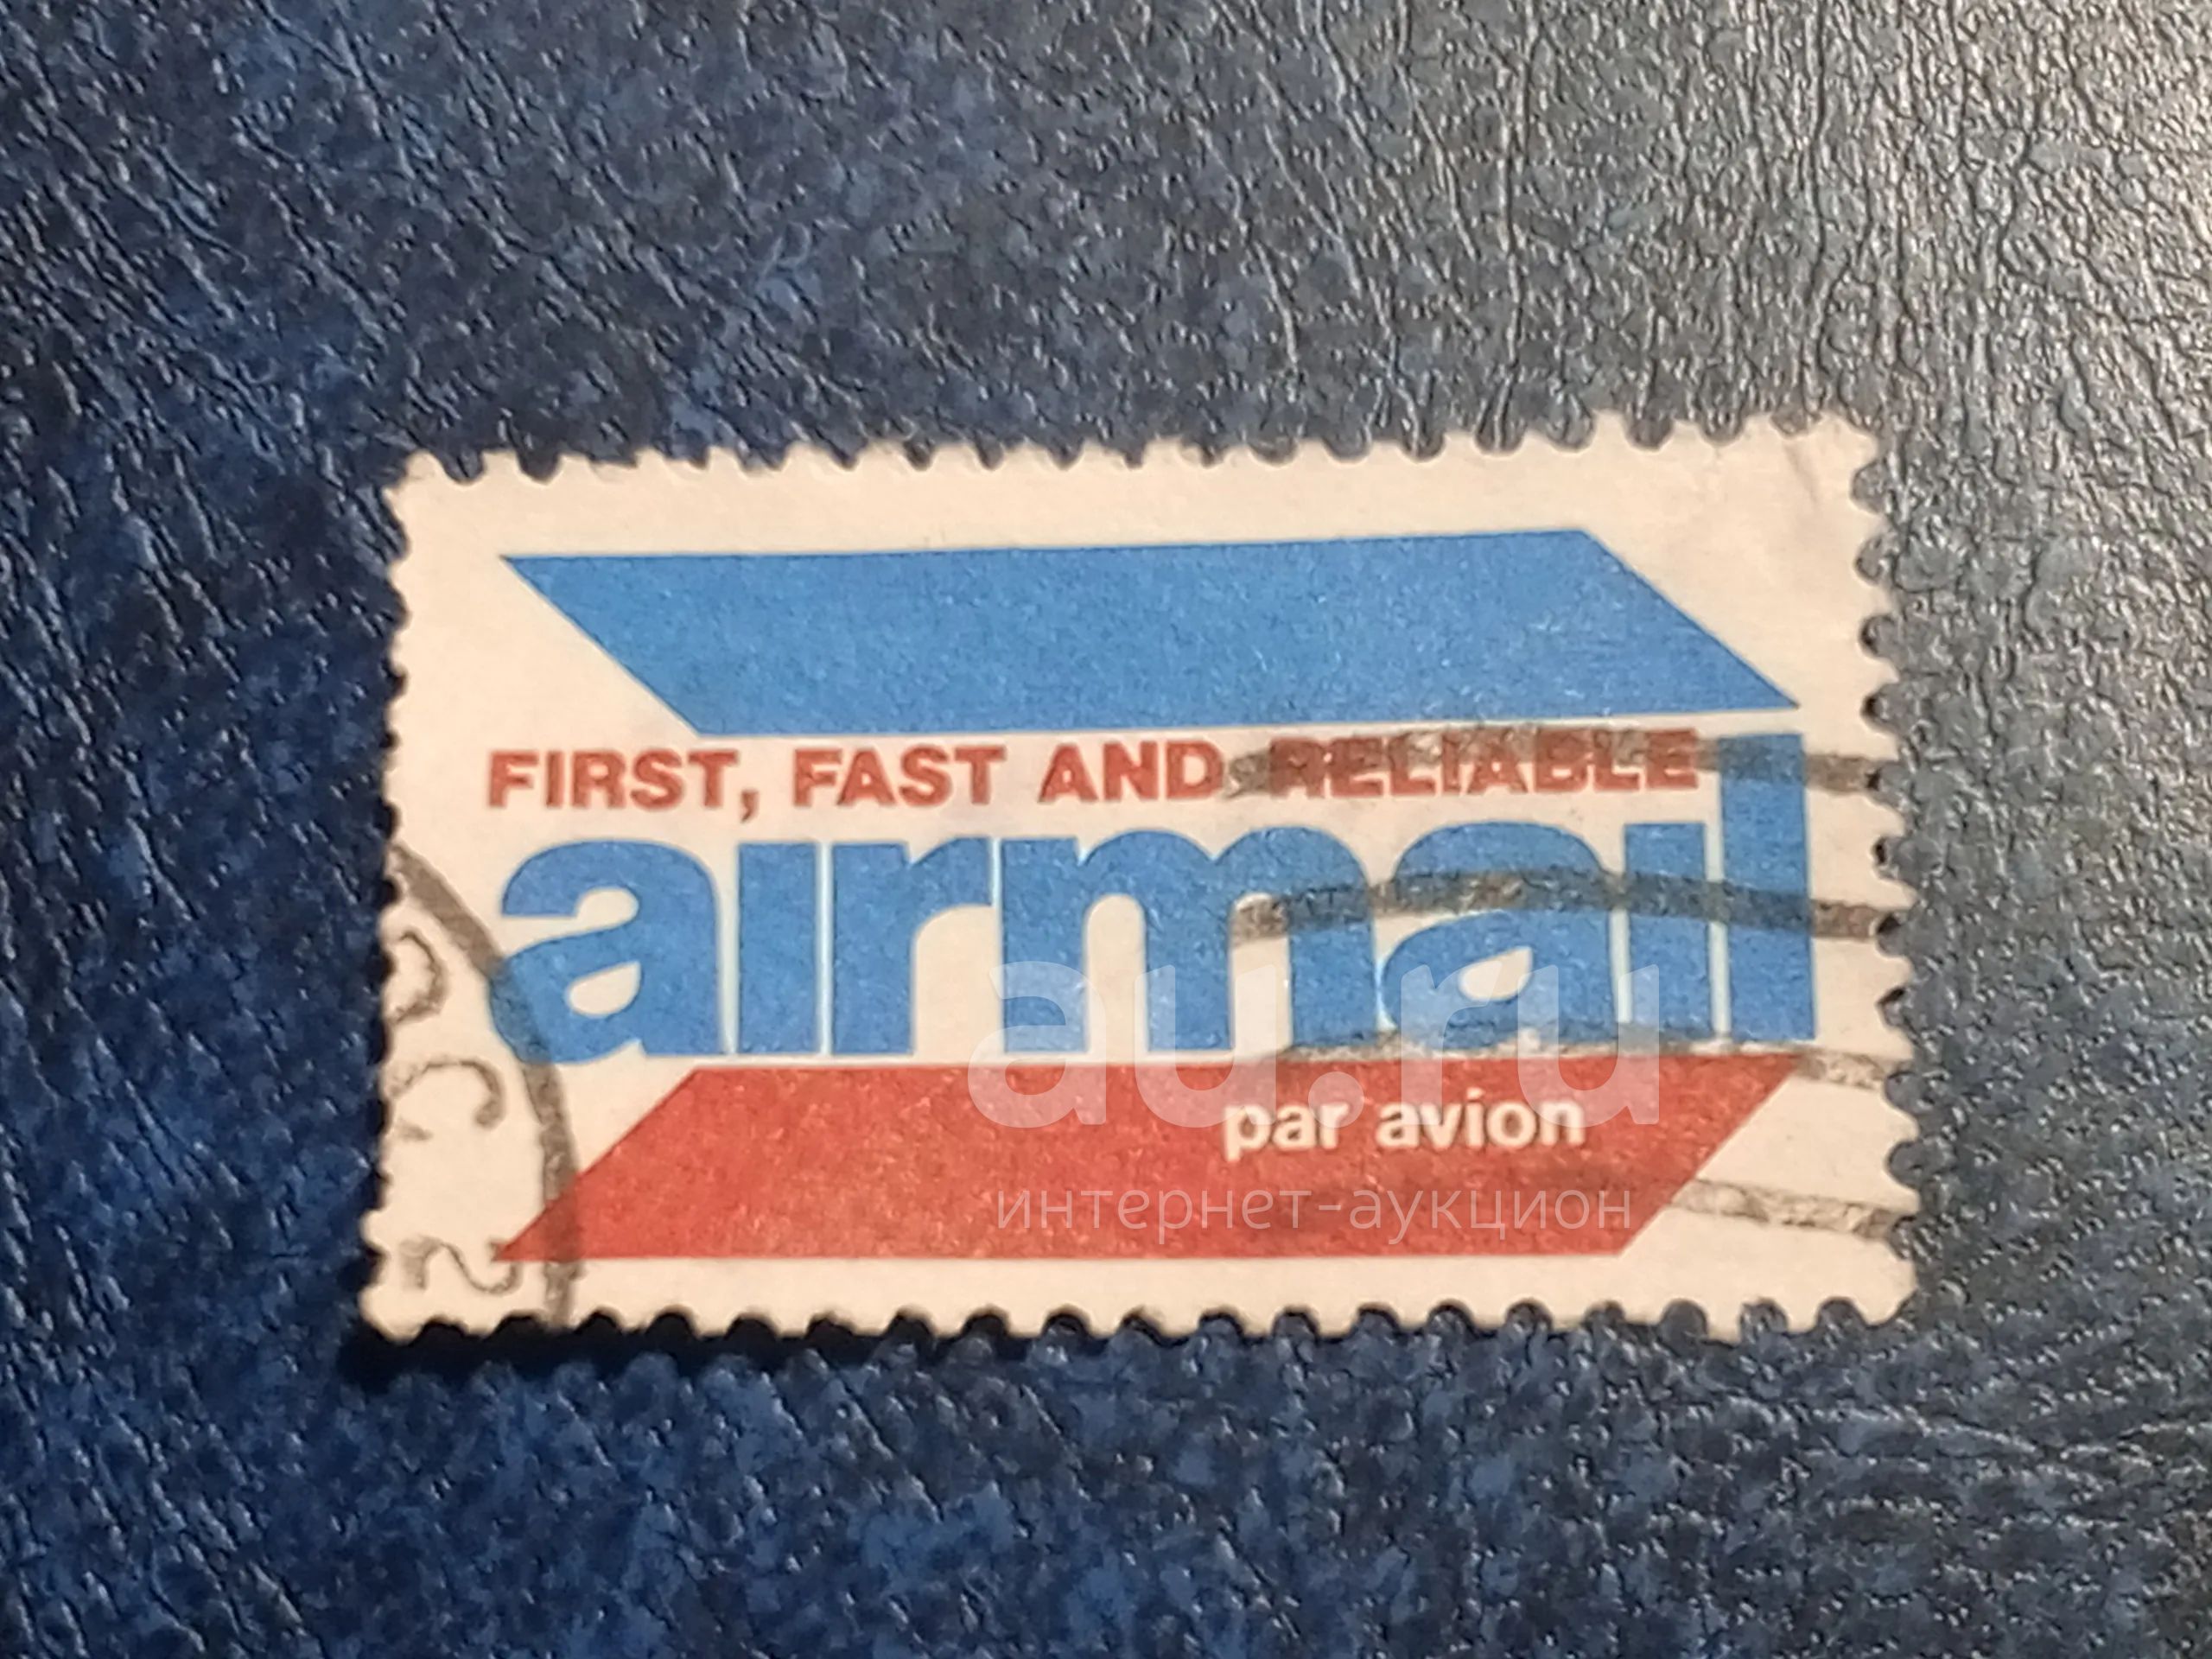 FIRST, FAST AND RELIABLE
airmail
au.ru
par avion
интернет-аукцион